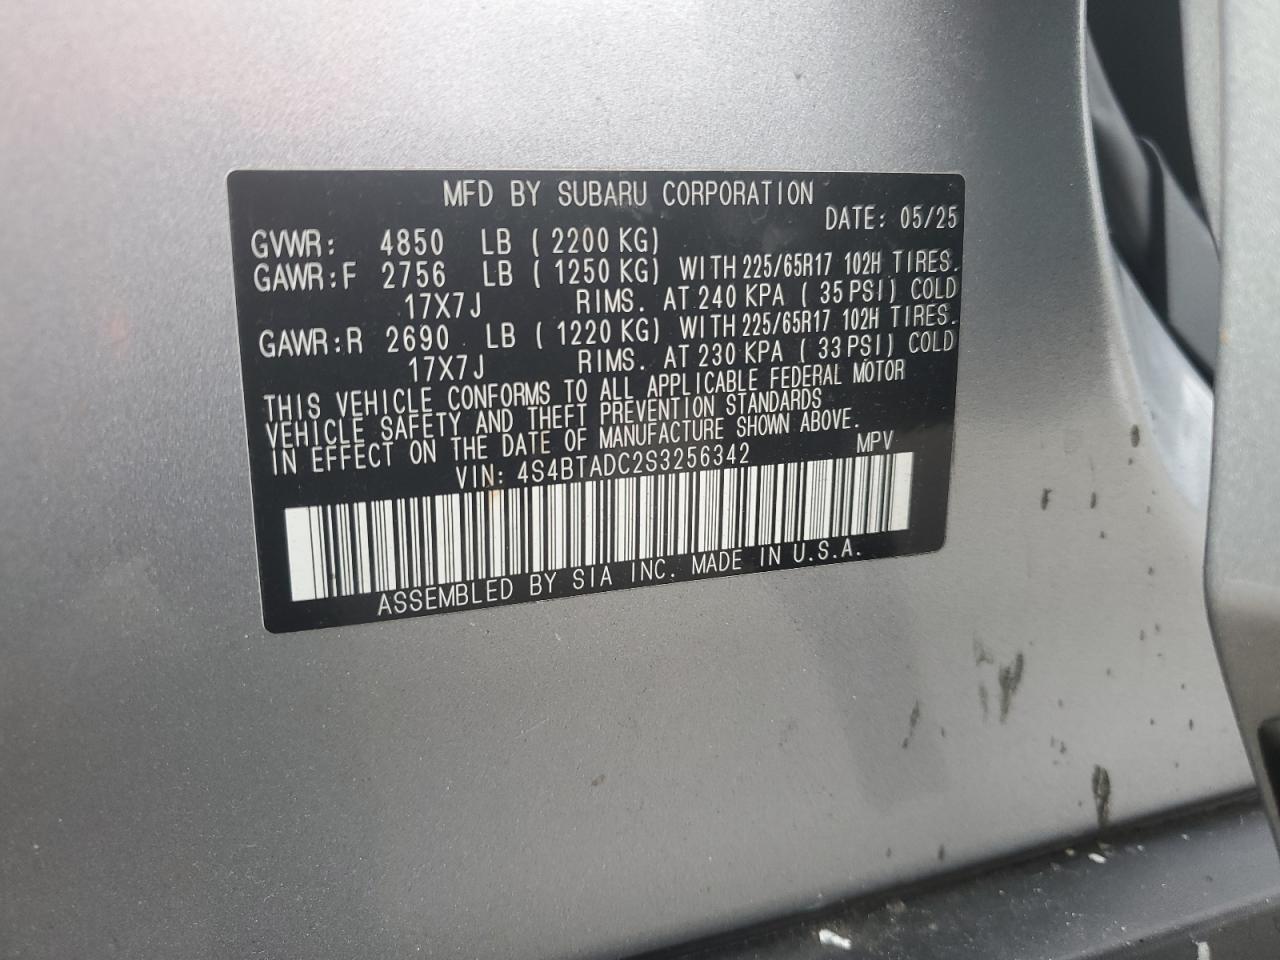 MFD BY SUBARU CORPORATION
DATE: 05/25
GVWR: 4850 LB ( 2200 KG)
GAWR:F 2756 LB ( 1250 KG) WITH 225/65R17 102H TIRES.
17X7J RIMS. AT 240 KPA ( 35 PSI) COLD
GAWR:R 2690 LB ( 1220 KG) WITH 225/65R17 102H TIRES.
17X7J RIMS. AT 230 KPA ( 33 PSI) COLD
THIS VEHICLE CONFORMS TO ALL APPLICABLE FEDERAL MOTOR
VEHICLE SAFETY AND THEFT PREVENTION STANDARDS
IN EFFECT ON THE DATE OF MANUFACTURE SHOWN ABOVE.
VIN: 4S4BTADC2S3256342 MPV
ASSEMBLED BY SIA INC. MADE IN U.S.A.